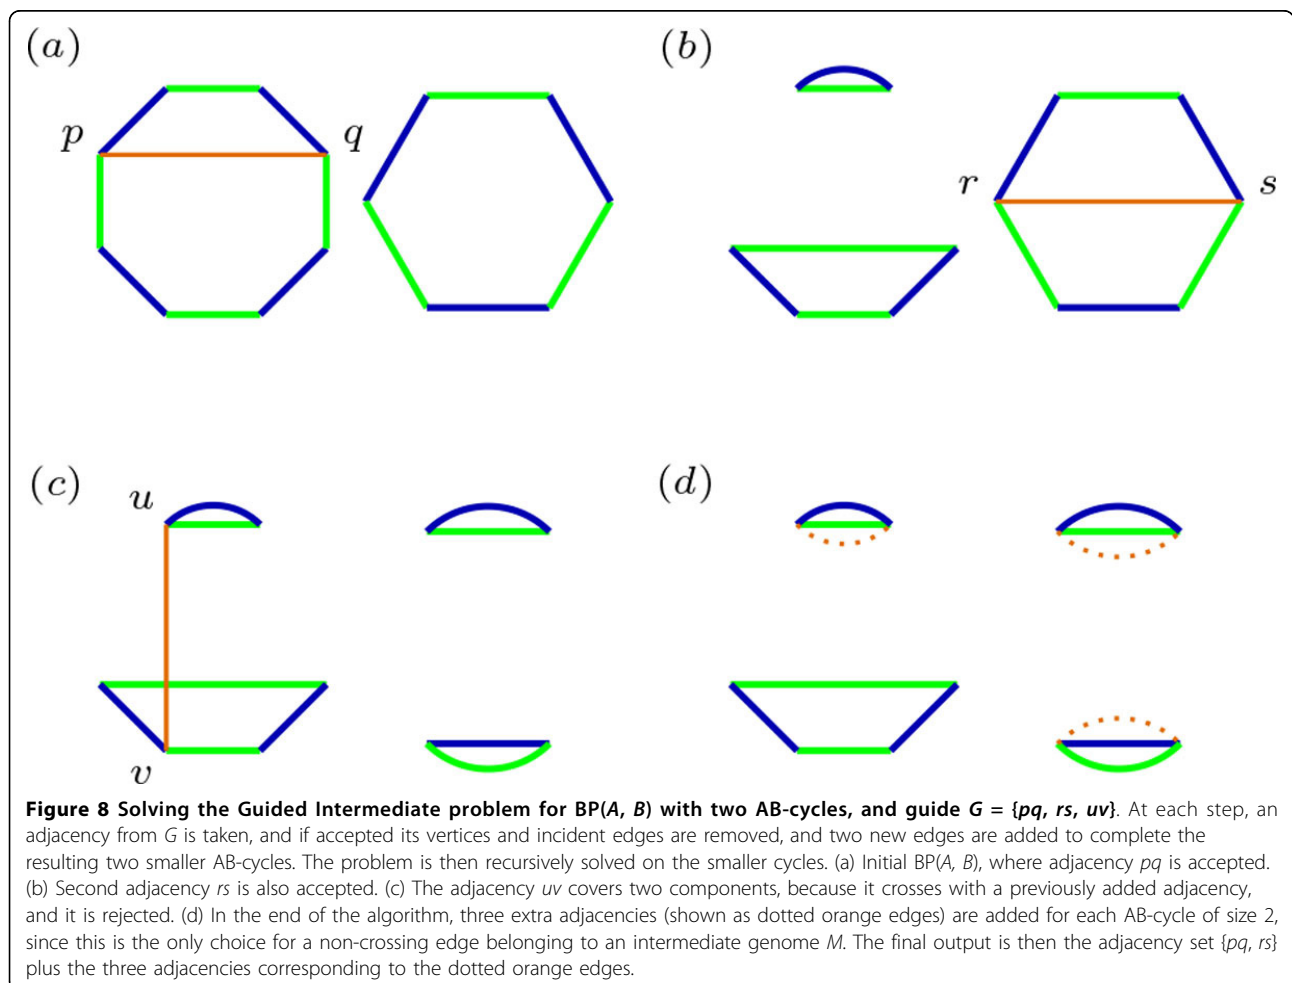 (a)
(b)
p
q
r
s
(c)
u
(d)
v
Figure 8 Solving the Guided Intermediate problem for BP(A, B) with two AB-cycles, and guide G = {pq, rs, uv}. At each step, an
adjacency from G is taken, and if accepted its vertices and incident edges are removed, and two new edges are added to complete the
resulting two smaller AB-cycles. The problem is then recursively solved on the smaller cycles. (a) Initial BP(A, B), where adjacency pq is accepted.
(b) Second adjacency rs is also accepted. (c) The adjacency uv covers two components, because it crosses with a previously added adjacency,
and it is rejected. (d) In the end of the algorithm, three extra adjacencies (shown as dotted orange edges) are added for each AB-cycle of size 2,
since this is the only choice for a non-crossing edge belonging to an intermediate genome M. The final output is then the adjacency set {pq, rs}
plus the three adjacencies corresponding to the dotted orange edges.